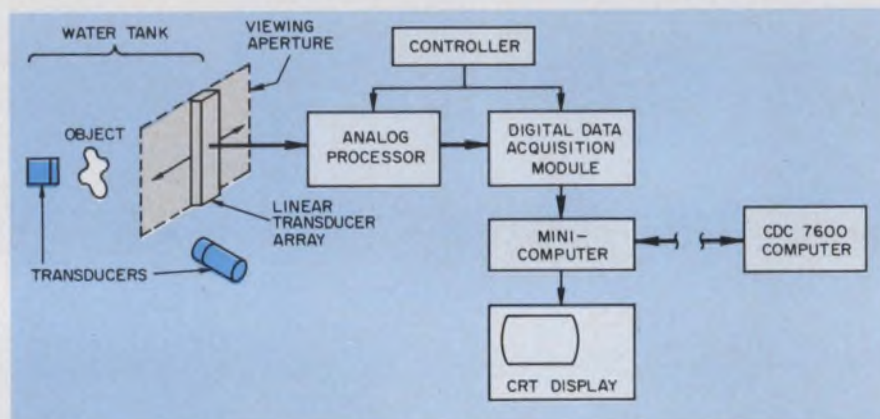 WATER TANK
VIEWING
APERTURE
CONTROLLER
OBJECT
ANALOG
PROCESSOR
DIGITAL DATA
ACQUISITION
MODULE
LINEAR
TRANSDUCER
ARRAY
TRANSDUCERS
MINI-
COMPUTER
CDC 7600
COMPUTER
CRT DISPLAY